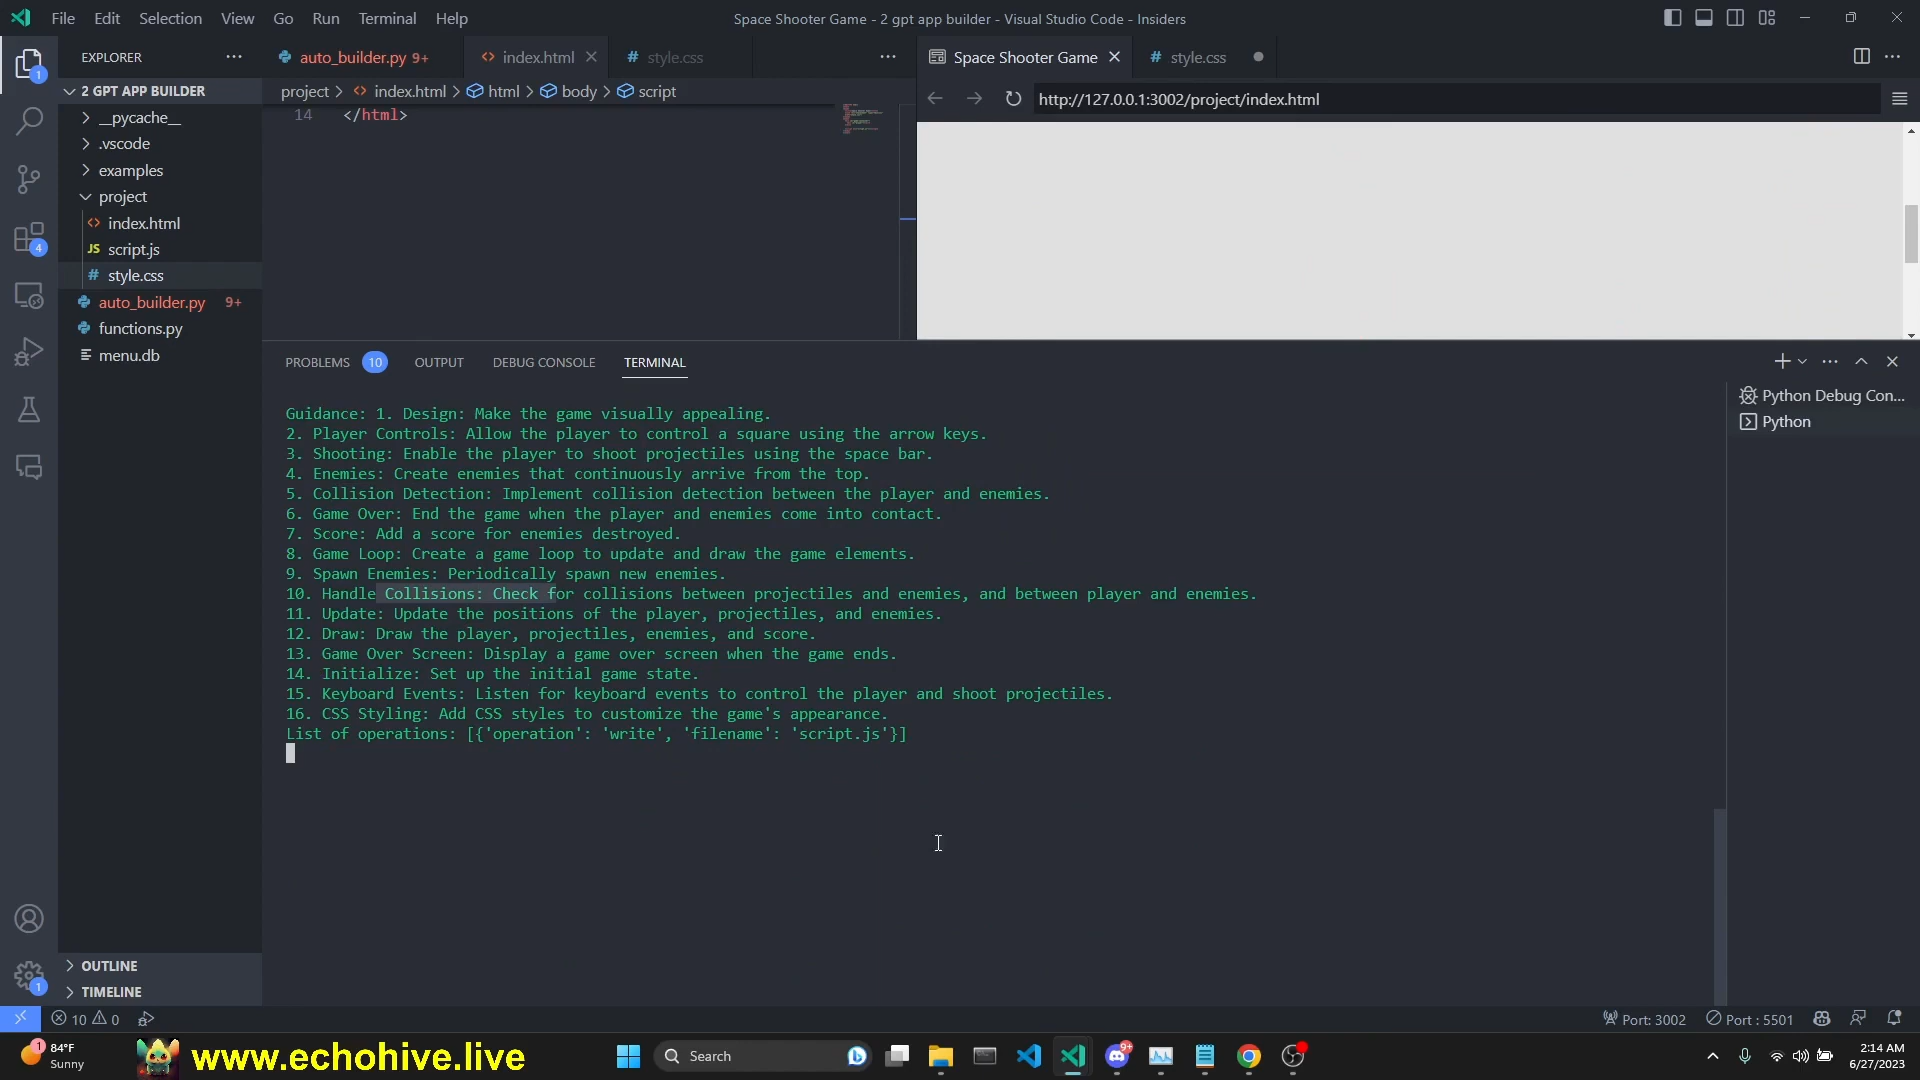 File Edit Selection View Go Run Terminal Help
Space Shooter Game - 2 gpt app builder - Visual Studio Code - Insiders
EXPLORER
auto_builder.py 9+
index.html
style.css
Space Shooter Game
style.css
2 GPT APP BUILDER
project > index.html > html > body > script
http://127.0.0.1:3002/project/index.html
14 </html>
__pycache__
.vscode
examples
project
index.html
JS script.js
# style.css
auto_builder.py 9+
functions.py
menu.db
1
4
PROBLEMS 10 OUTPUT DEBUG CONSOLE TERMINAL
Python Debug Con...
Python
Guidance: 1. Design: Make the game visually appealing.
2. Player Controls: Allow the player to control a square using the arrow keys.
3. Shooting: Enable the player to shoot projectiles using the space bar.
4. Enemies: Create enemies that continuously arrive from the top.
5. Collision Detection: Implement collision detection between the player and enemies.
6. Game Over: End the game when the player and enemies come into contact.
7. Score: Add a score for enemies destroyed.
8. Game Loop: Create a game loop to update and draw the game elements.
9. Spawn Enemies: Periodically spawn new enemies.
10. Handle Collisions: Check for collisions between projectiles and enemies, and between player and enemies.
11. Update: Update the positions of the player, projectiles, and enemies.
12. Draw: Draw the player, projectiles, enemies, and score.
13. Game Over Screen: Display a game over screen when the game ends.
14. Initialize: Set up the initial game state.
15. Keyboard Events: Listen for keyboard events to control the player and shoot projectiles.
16. CSS Styling: Add CSS styles to customize the game's appearance.
List of operations: [{'operation': 'write', 'filename': 'script.js'}]
OUTLINE
TIMELINE
1
10 0
Port: 3002
Port : 5501
1
84°F
Sunny
www.echohive.live
Search
9+
2:14 AM
6/27/2023